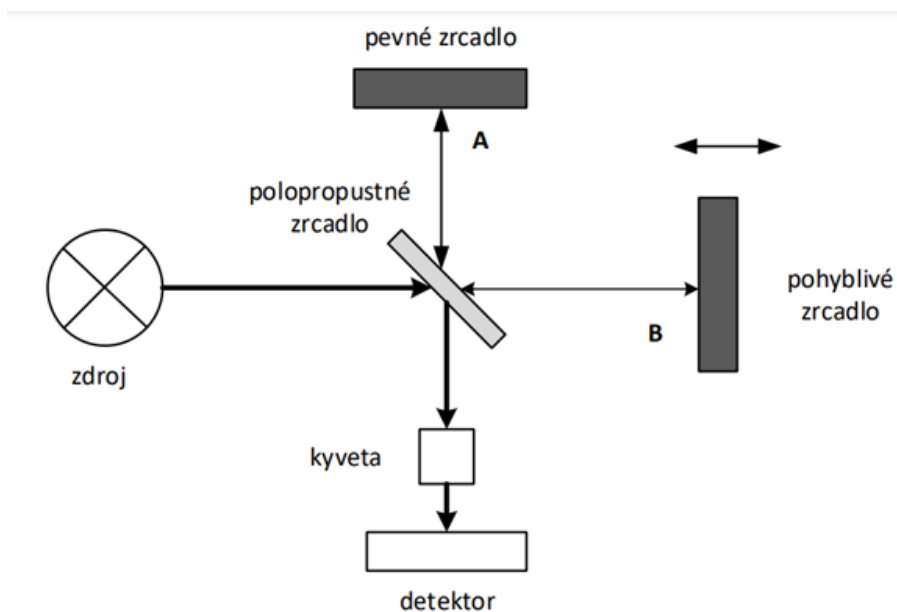 pevné zrcadlo
A
polopropustné
zrcadlo
pohyblivé
zrcadlo
B
zdroj
kyveta
detektor